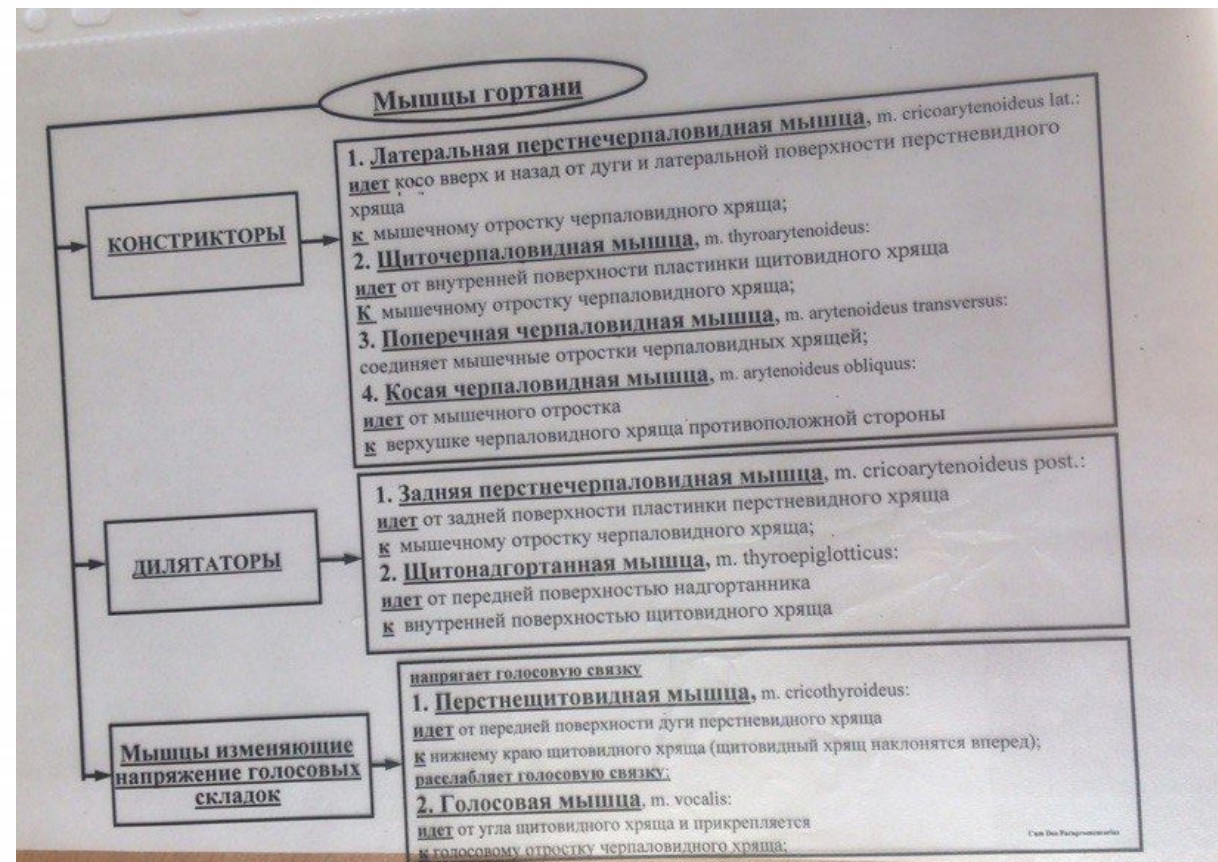 Мышцы гортани
КОНСТРИКТОРЫ
1. Латеральная перстнечерпаловидная мышца, m. cricoarytenoideus lat.:
идет косо вверх и назад от дуги и латеральной поверхности перстневидного
хряща
к мышечному отростку черпаловидного хряща;
2. Щиточерпаловидная мышца, m. thyroarytenoideus:
идет от внутренней поверхности пластинки щитовидного хряща
К мышечному отростку черпаловидного хряща;
3. Поперечная черпаловидная мышца, m. arytenoideus transversus:
соединяет мышечные отростки черпаловидных хрящей;
4. Косая черпаловидная мышца, m. arytenoideus obliquus:
идет от мышечного отростка
к верхушке черпаловидного хряща противоположной стороны
ДИЛЯТАТОРЫ
1. Задняя перстнечерпаловидная мышца, m. cricoarytenoideus post.:
идет от задней поверхности пластинки перстневидного хряща
к мышечному отростку черпаловидного хряща;
2. Щитонадгортанная мышца, m. thyroepiglotticus:
идет от передней поверхностью надгортанника
к внутренней поверхностью щитовидного хряща
Мышцы изменяющие
напряжение голосовых
складок
напрягает голосовую связку
1. Перстнещитовидная мышца, m. cricothyroideus:
идет от передней поверхности дуги перстневидного хряща
к нижнему краю щитовидного хряща (щитовидный хрящ наклонятся вперед);
расслабляет голосовую связку:
2. Голосовая мышца, m. vocalis:
идет от угла щитовидного хряща и прикрепляется
к голосовому отростку черпаловидного хряща;